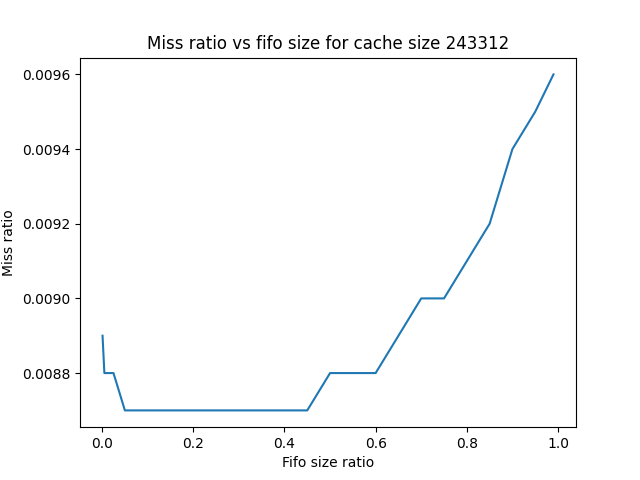 Miss ratio vs fifo size for cache size 243312
0.0096
0.0094
0.0092
0.0090
0.0088
Miss ratio
0.0 0.2 0.4 0.6 0.8 1.0
Fifo size ratio